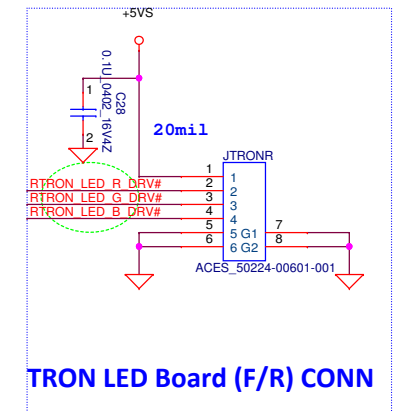 +5VS
1
0.1U_0402_16V4Z
C28
2
20mil
JTRONR
1
1
RTRON_LED_R_DRV#
2
2
RTRON_LED_G_DRV#
3
3
RTRON_LED_B_DRV#
4
4
5
5 G1
7
6
6 G2
8
ACES_50224-00601-001
TRON LED Board (F/R) CONN